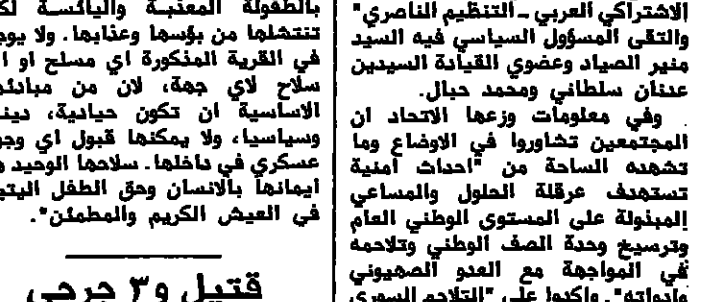 الاشتراكي العربي ـ التنظيم الناصري"
والتقى المسؤول السياسي فيه السيد
منير الصياد وعضوي القيادة السيدين
عدنان سلطاني ومحمد حبال.
وفي معلومات وزعها الاتحاد ان
المجتمعين تشاوروا في الاوضاع وما
تشهده الساحة من "احداث امنية
تستهدف عرقلة الحلول والمساعي
المبذولة على المستوى الوطني العام
وترسيخ وحدة الصف الوطني وتلاحمه
في المواجهة مع العدو الصهيوني
وادواته". واكدوا على "التلاحم السوري
بالطفولة المعذبة واليائسة
تنتشلها من بؤسها وعذابها. ولا
في القرية المذكورة اي مسلح او
سلاح لاي جهة، لان من
الاساسية ان تكون حيادية،
وسياسيا، ولا يمكنها قبول اي
عسكري في داخلها. سلاحها الوحيد
ايمانها بالانسان وحق الطفل
في العيش الكريم والمطمئن".
قتيل و٣ جرحى